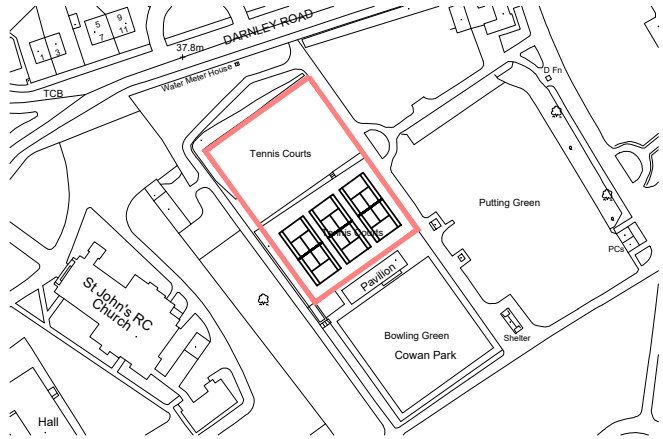 DARNLEY ROAD
5
9
7
11
1
3
37.8m
Water Meter House
TCB
D Fn
Tennis Courts
Putting Green
Tennis Courts
PCs
Pavilion
St John's RC
Church
Bowling Green
Shelter
Cowan Park
Hall